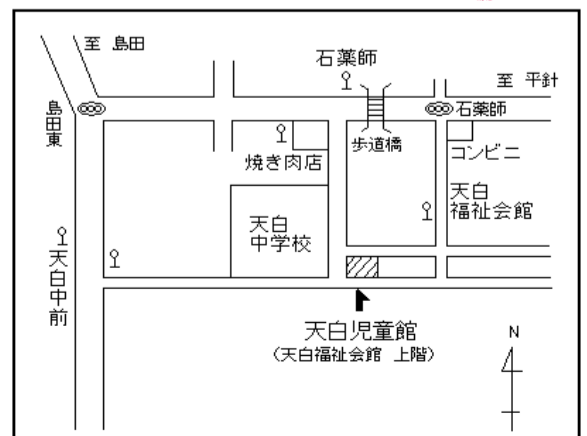 至 島田
石薬師
至 平針
島田東
石薬師
歩道橋
焼き肉店
コンビニ
天白
福祉会館
天白
中学校
天白中前
天白児童館
(天白福祉会館 上階)
N